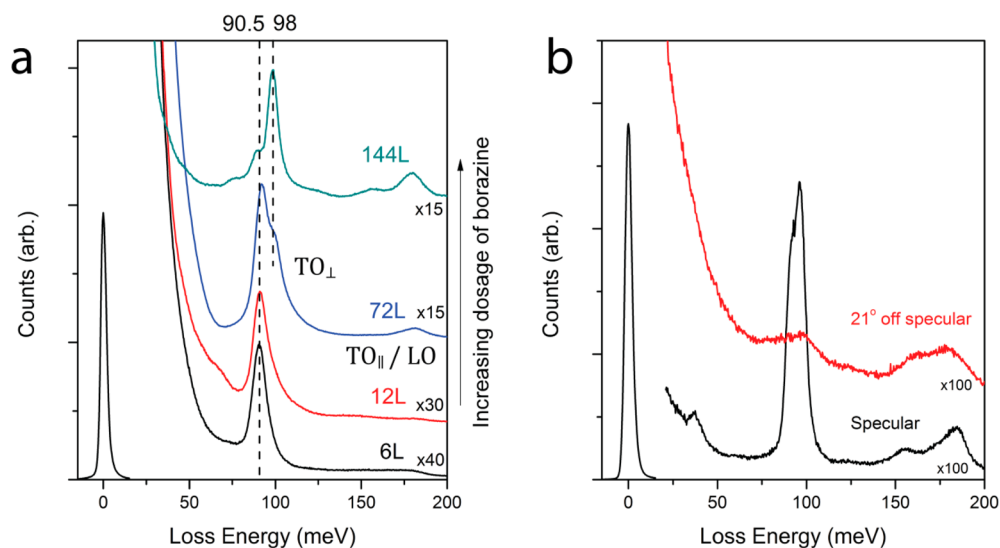 90.5 98
a
144L
x15
TO⊥
72L
x15
TO∥ / LO
12L
x30
6L
x40
Counts (arb.)
Increasing dosage of borazine
0 50 100 150 200
Loss Energy (meV)
b
21° off specular
x100
Specular
x100
Counts (arb.)
0 50 100 150 200
Loss Energy (meV)